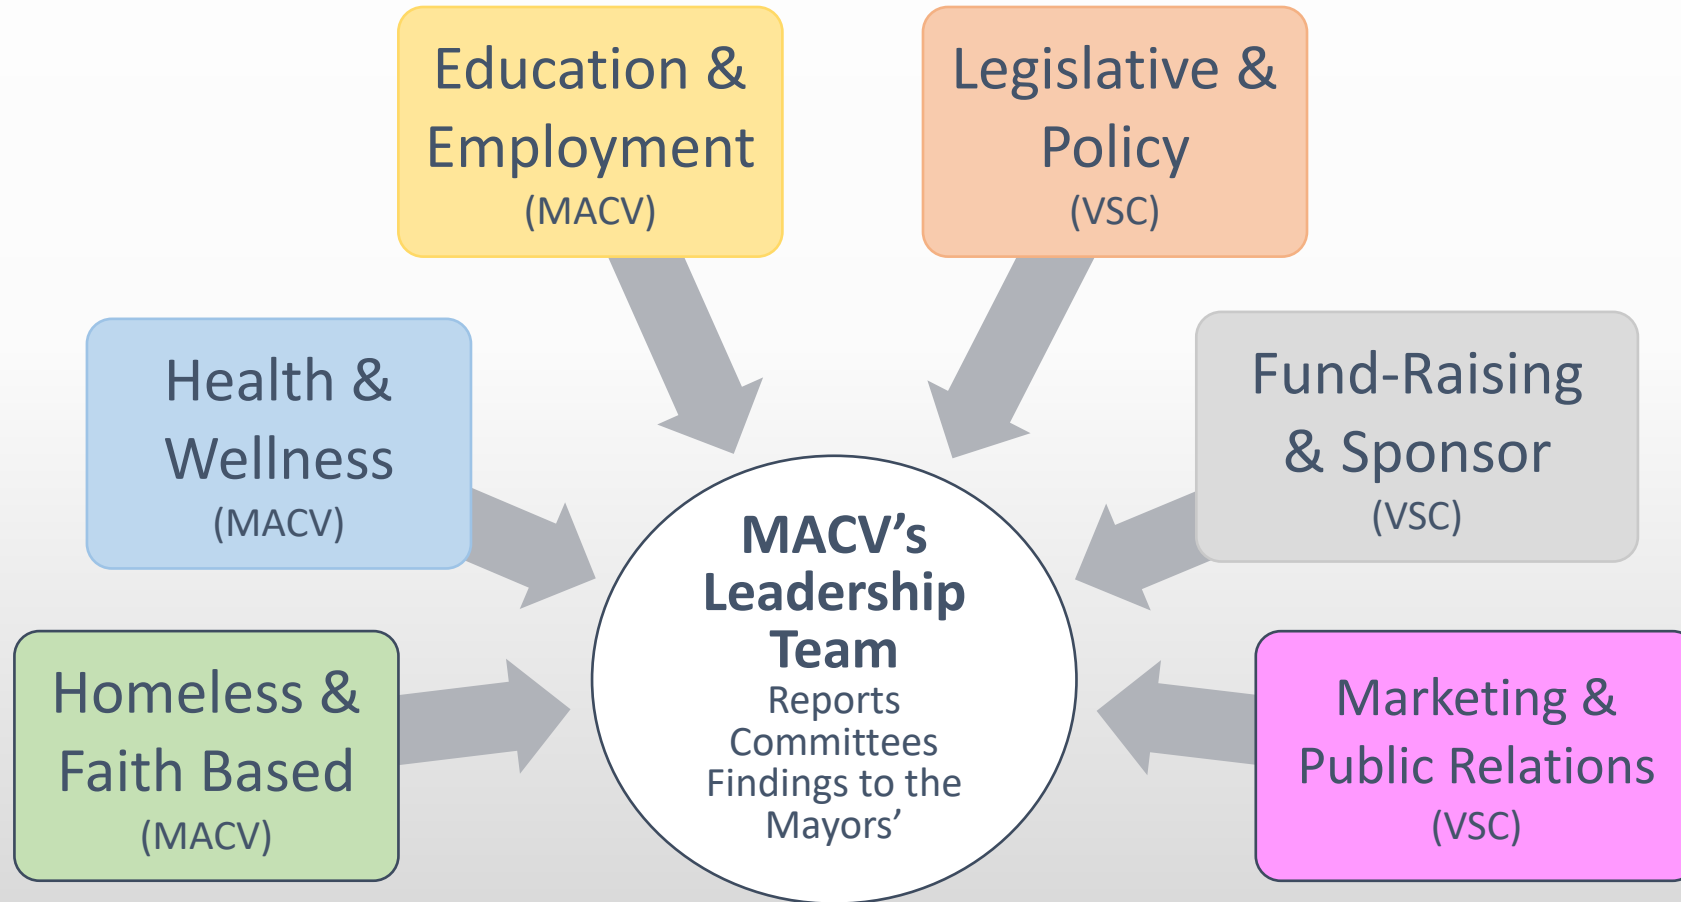 Education &
Employment
(MACV)
Legislative &
Policy
(VSC)
Health &
Wellness
(MACV)
Fund-Raising
& Sponsor
(VSC)
Homeless &
Faith Based
(MACV)
MACV’s
Leadership
Team
Reports
Committees
Findings to the
Mayors’
Marketing &
Public Relations
(VSC)